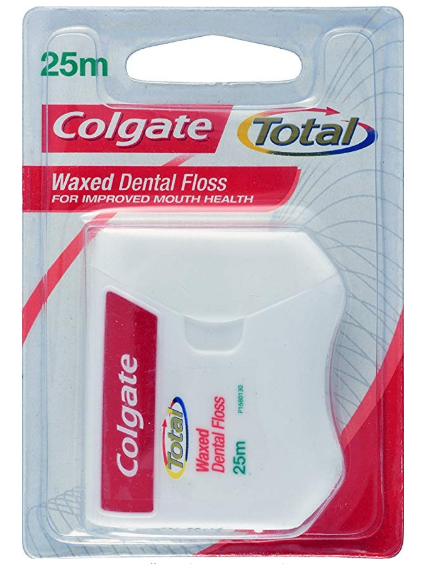 25m
Colgate Total
Waxed Dental Floss
FOR IMPROVED MOUTH HEALTH
Colgate
Total
Waxed
Dental Floss
25m